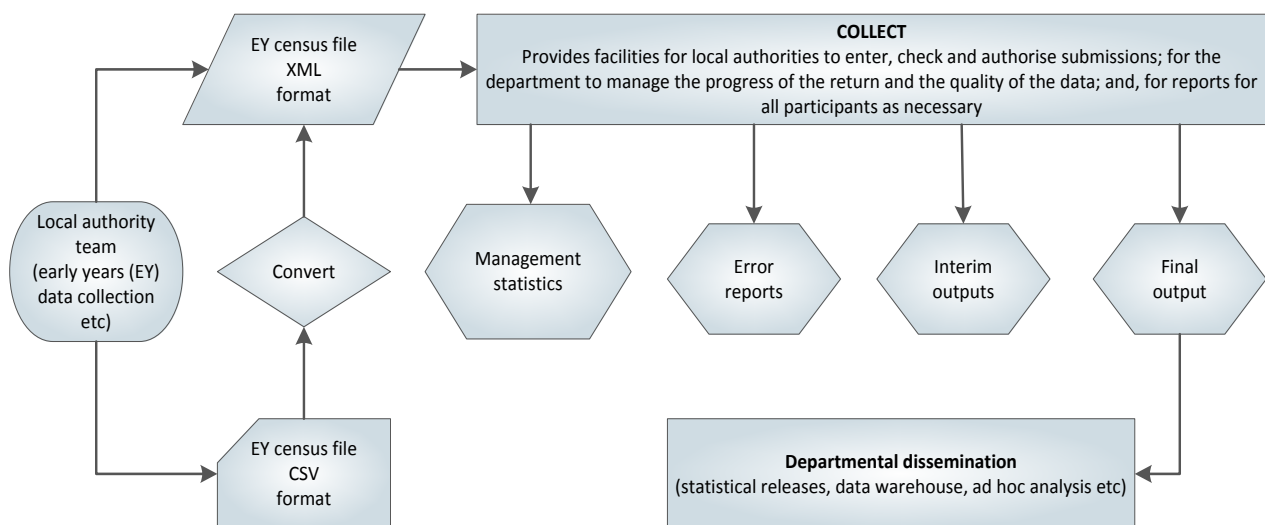 EY census file
XML
format
COLLECT
Provides facilities for local authorities to enter, check and authorise submissions; for the
department to manage the progress of the return and the quality of the data; and, for reports for
all participants as necessary
Local authority
team
(early years (EY)
data collection
etc)
Convert
Management
statistics
Error
reports
Interim
outputs
Final
output
EY census file
CSV
format
Departmental dissemination
(statistical releases, data warehouse, ad hoc analysis etc)